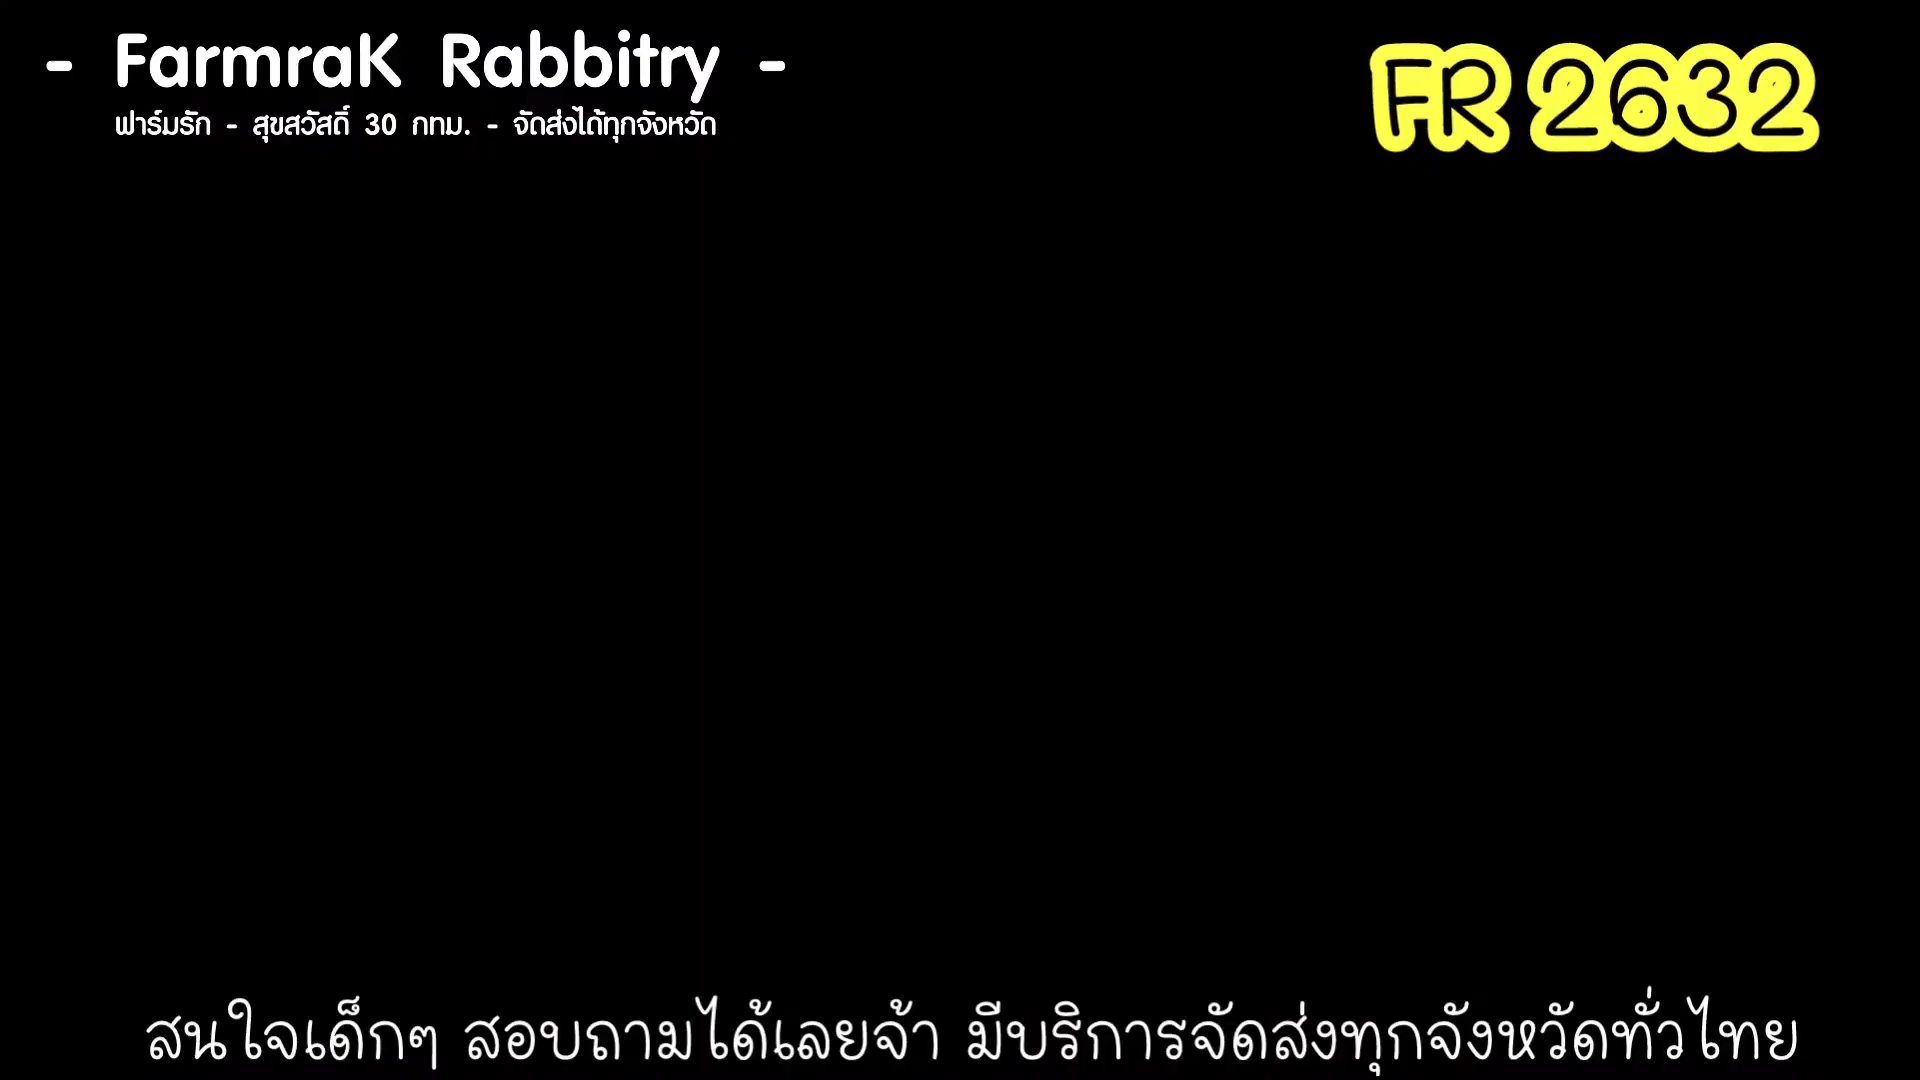 - FarmraK Rabbitry -
ฟาร์มรัก - สุขสวัสดิ์ 30 กทม. - จัดส่งได้ทุกจังหวัด
FR 2632
สนใจเด็กๆ สอบถามได้เลยจ้า มีบริการจัดส่งทุกจังหวัดทั่วไทย